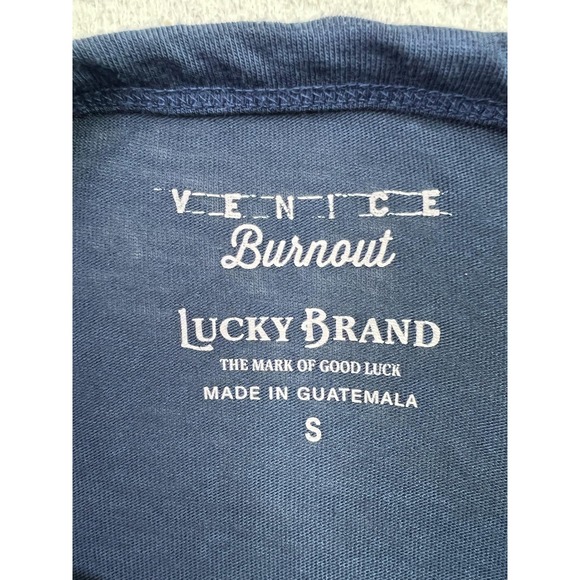 VENICE
Burnout
LUCKY BRAND
THE MARK OF GOOD LUCK
MADE IN GUATEMALA
S